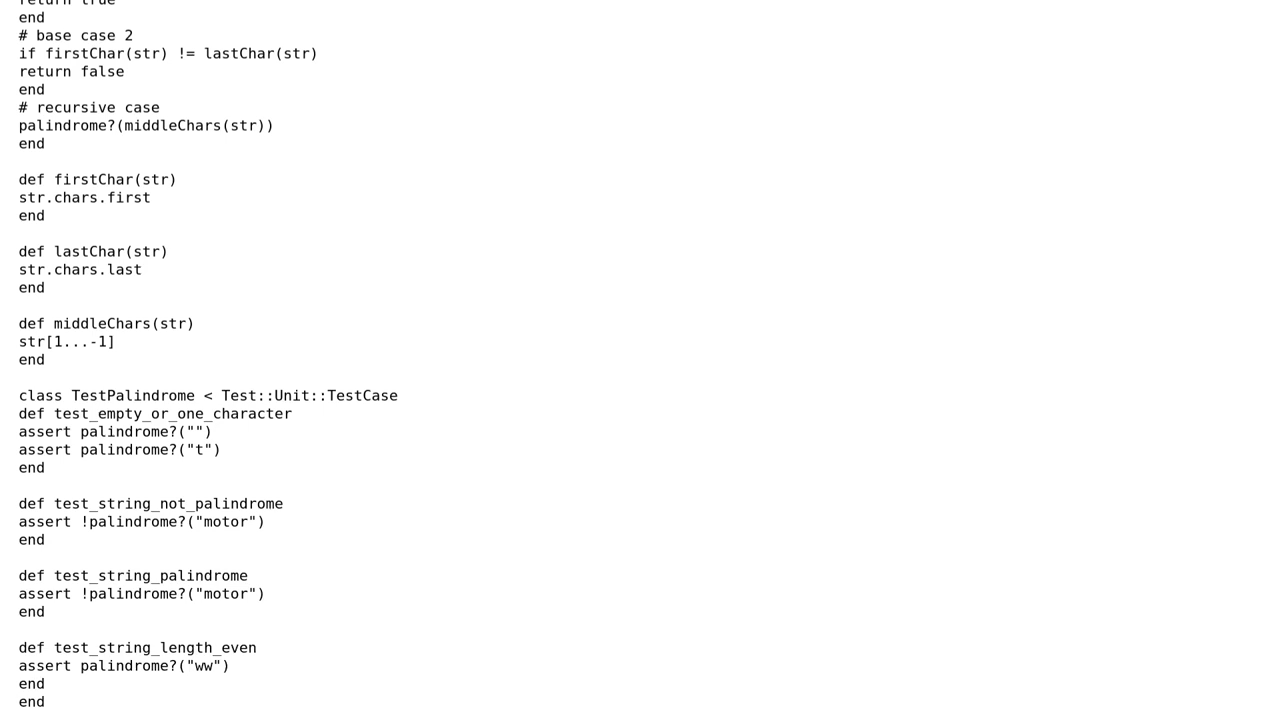 return true
end
# base case 2
if firstChar(str) != lastChar(str)
return false
end
# recursive case
palindrome?(middleChars(str))
end

def firstChar(str)
str.chars.first
end

def lastChar(str)
str.chars.last
end

def middleChars(str)
str[1...-1]
end

class TestPalindrome < Test::Unit::TestCase
def test_empty_or_one_character
assert palindrome?("")
assert palindrome?("t")
end

def test_string_not_palindrome
assert !palindrome?("motor")
end

def test_string_palindrome
assert !palindrome?("motor")
end

def test_string_length_even
assert palindrome?("ww")
end
end